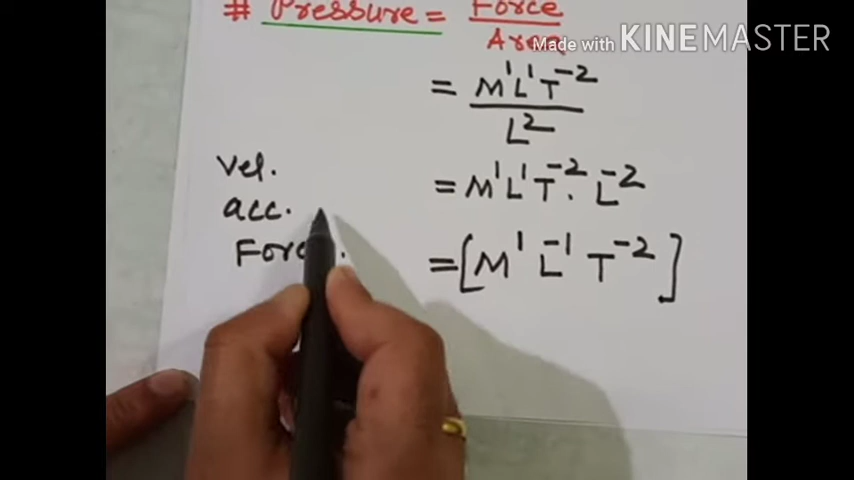 # Pressure = Force
Area
Made with KINEMASTER
= M¹L¹T⁻²
L²
Vel.
= M¹L¹T⁻² . L⁻²
acc.
= [M¹ L⁻¹ T⁻²]